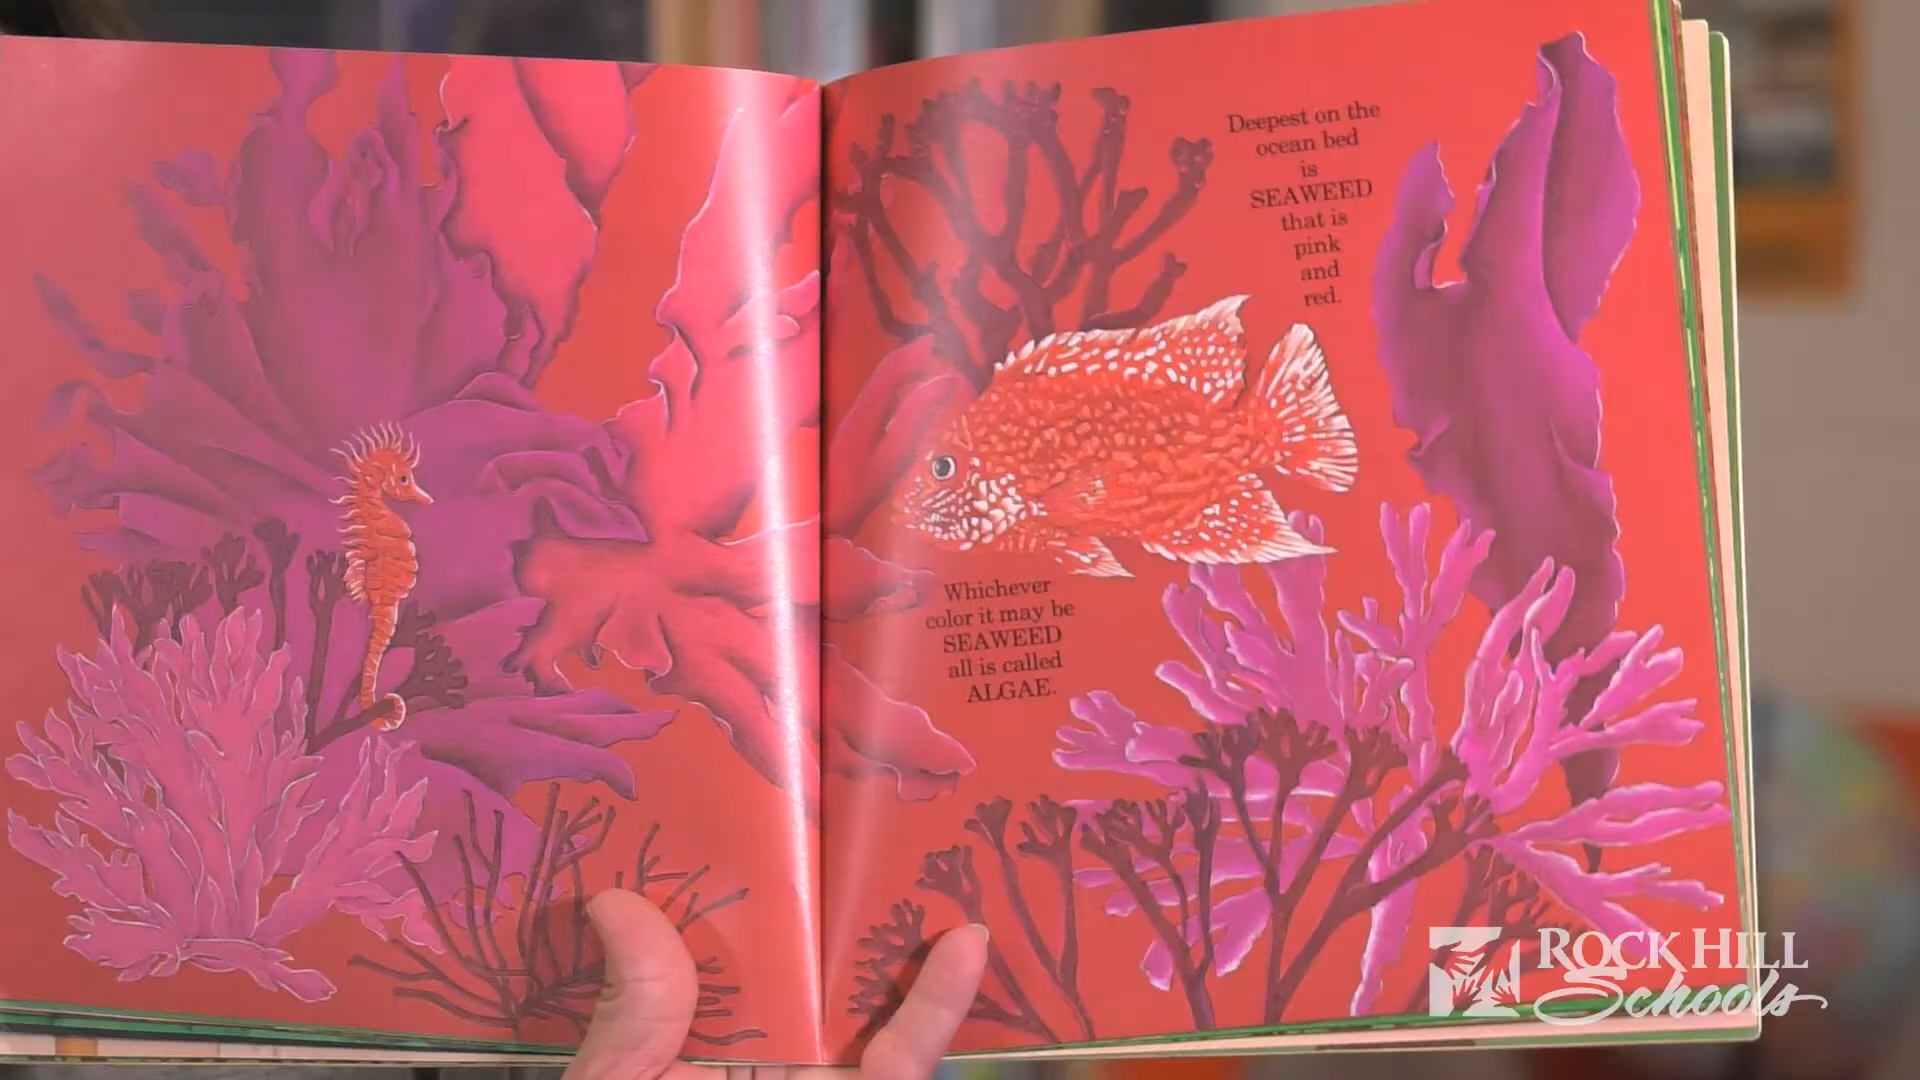 Deepest on the
ocean bed
is
SEAWEED
that is
pink
and
red.
Whichever
color it may be
SEAWEED
all is called
ALGAE.
ROCK HILL
Schools